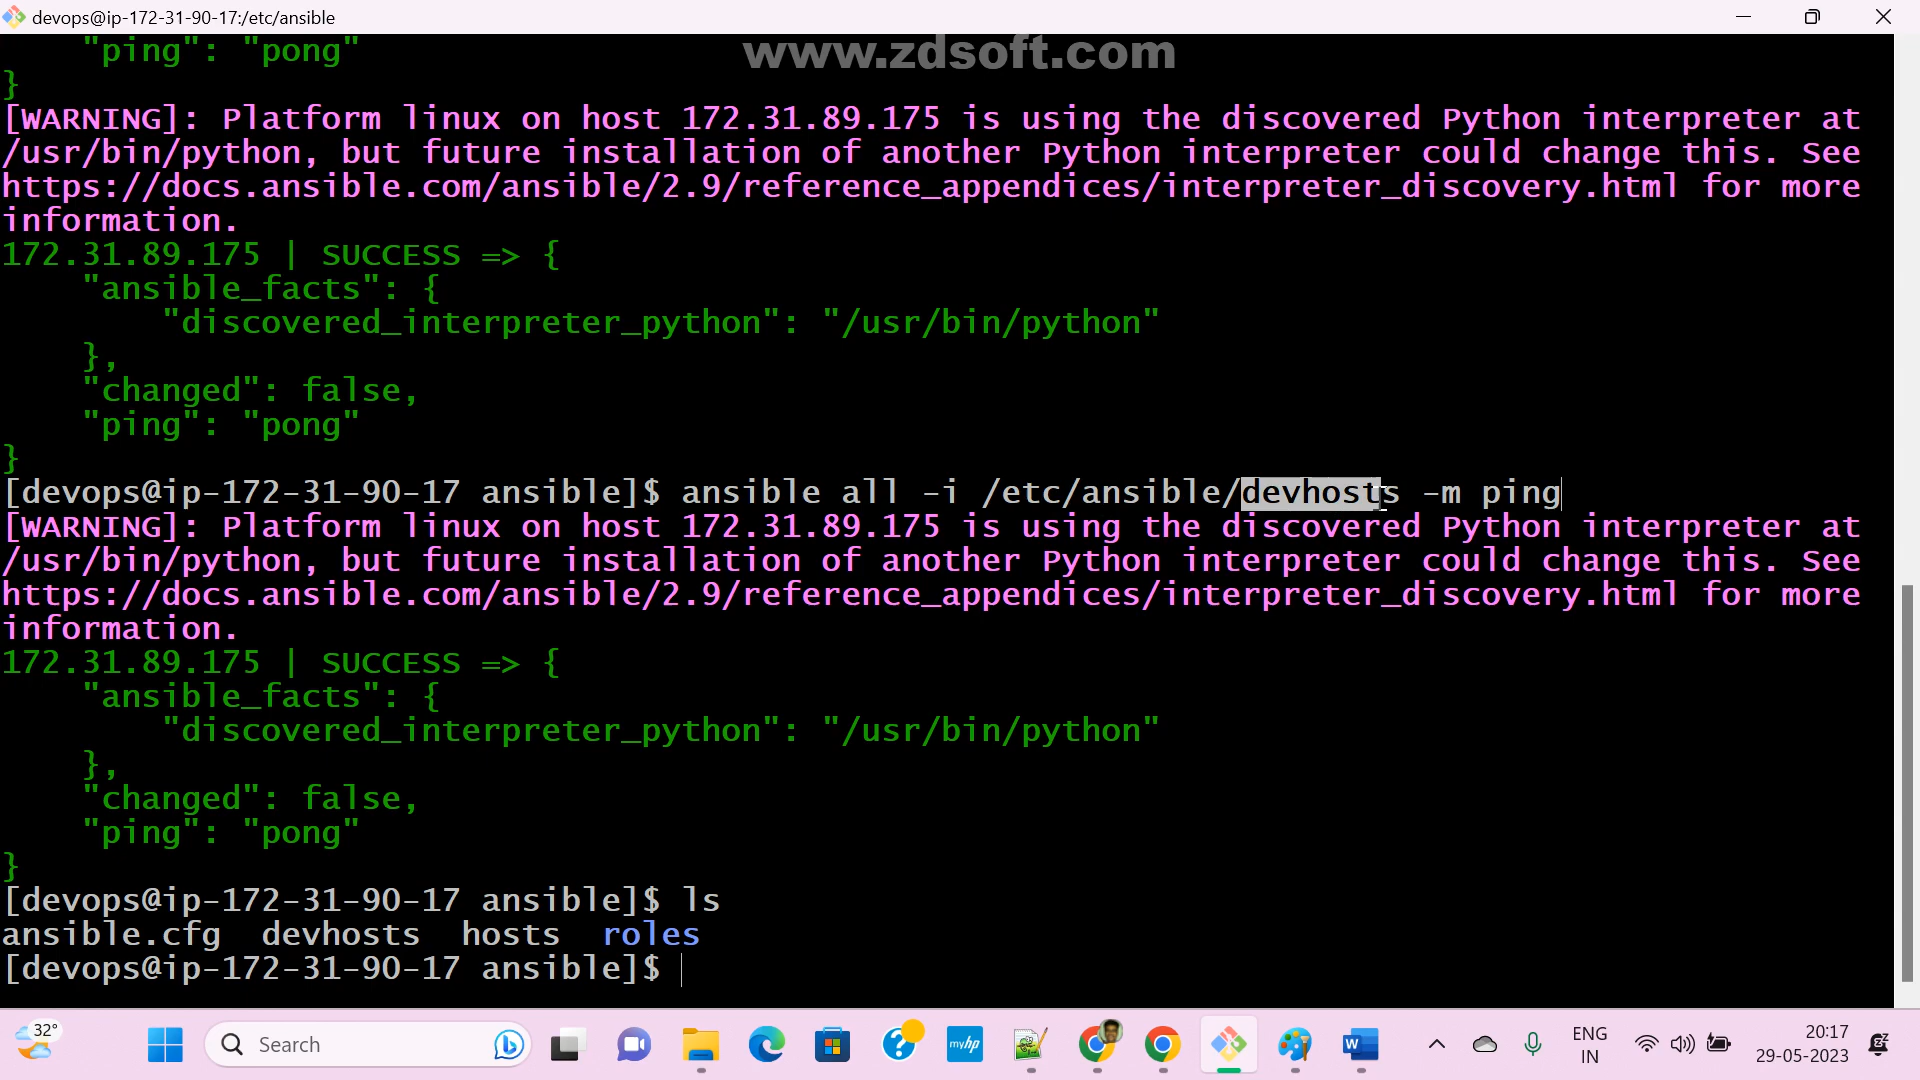 devops@ip-172-31-90-17:/etc/ansible
www.zdsoft.com
"ping": "pong"
}
[WARNING]: Platform linux on host 172.31.89.175 is using the discovered Python interpreter at
/usr/bin/python, but future installation of another Python interpreter could change this. See
https://docs.ansible.com/ansible/2.9/reference_appendices/interpreter_discovery.html for more
information.
172.31.89.175 | SUCCESS => {
"ansible_facts": {
"discovered_interpreter_python": "/usr/bin/python"
},
"changed": false,
"ping": "pong"
}
[devops@ip-172-31-90-17 ansible]$ ansible all -i /etc/ansible/devhosts -m ping
[WARNING]: Platform linux on host 172.31.89.175 is using the discovered Python interpreter at
/usr/bin/python, but future installation of another Python interpreter could change this. See
https://docs.ansible.com/ansible/2.9/reference_appendices/interpreter_discovery.html for more
information.
172.31.89.175 | SUCCESS => {
"ansible_facts": {
"discovered_interpreter_python": "/usr/bin/python"
},
"changed": false,
"ping": "pong"
}
[devops@ip-172-31-90-17 ansible]$ ls
ansible.cfg devhosts hosts roles
[devops@ip-172-31-90-17 ansible]$
32°
Search
myhp
W
ENG
IN
20:17
29-05-2023